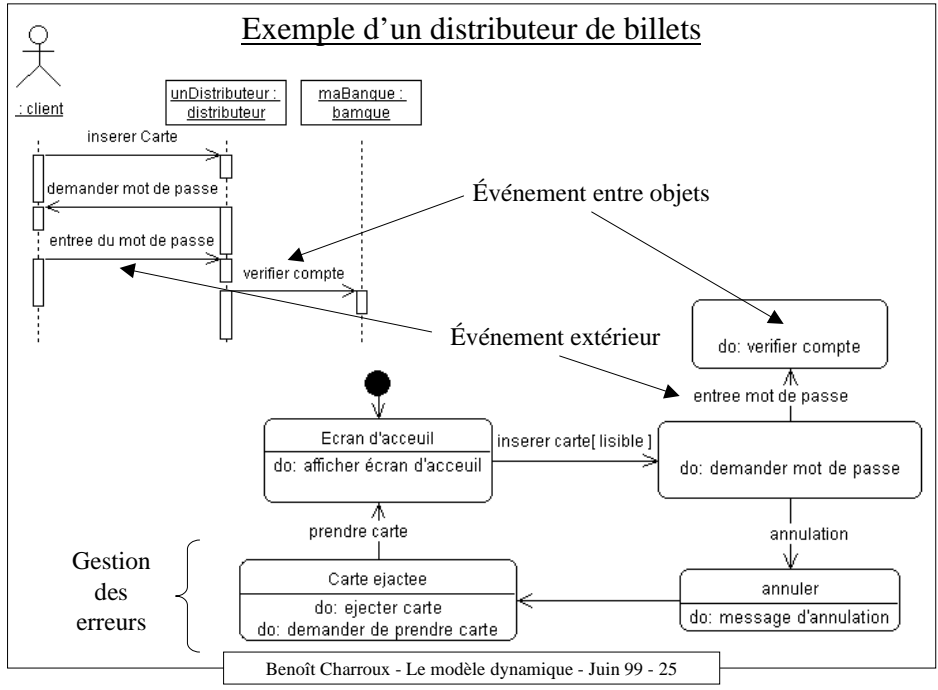 Exemple d'un distributeur de billets
: client
unDistributeur :
distributeur
maBanque :
bamque
inserer Carte
demander mot de passe
entree du mot de passe
verifier compte
Événement entre objets
Événement extérieur
do: verifier compte
entree mot de passe
Ecran d'acceuil
do: afficher écran d'acceuil
inserer carte[ lisible ]
do: demander mot de passe
prendre carte
annulation
Gestion
des
erreurs
Carte ejactee
do: ejecter carte
do: demander de prendre carte
annuler
do: message d'annulation
Benoît Charroux - Le modèle dynamique - Juin 99 - 25